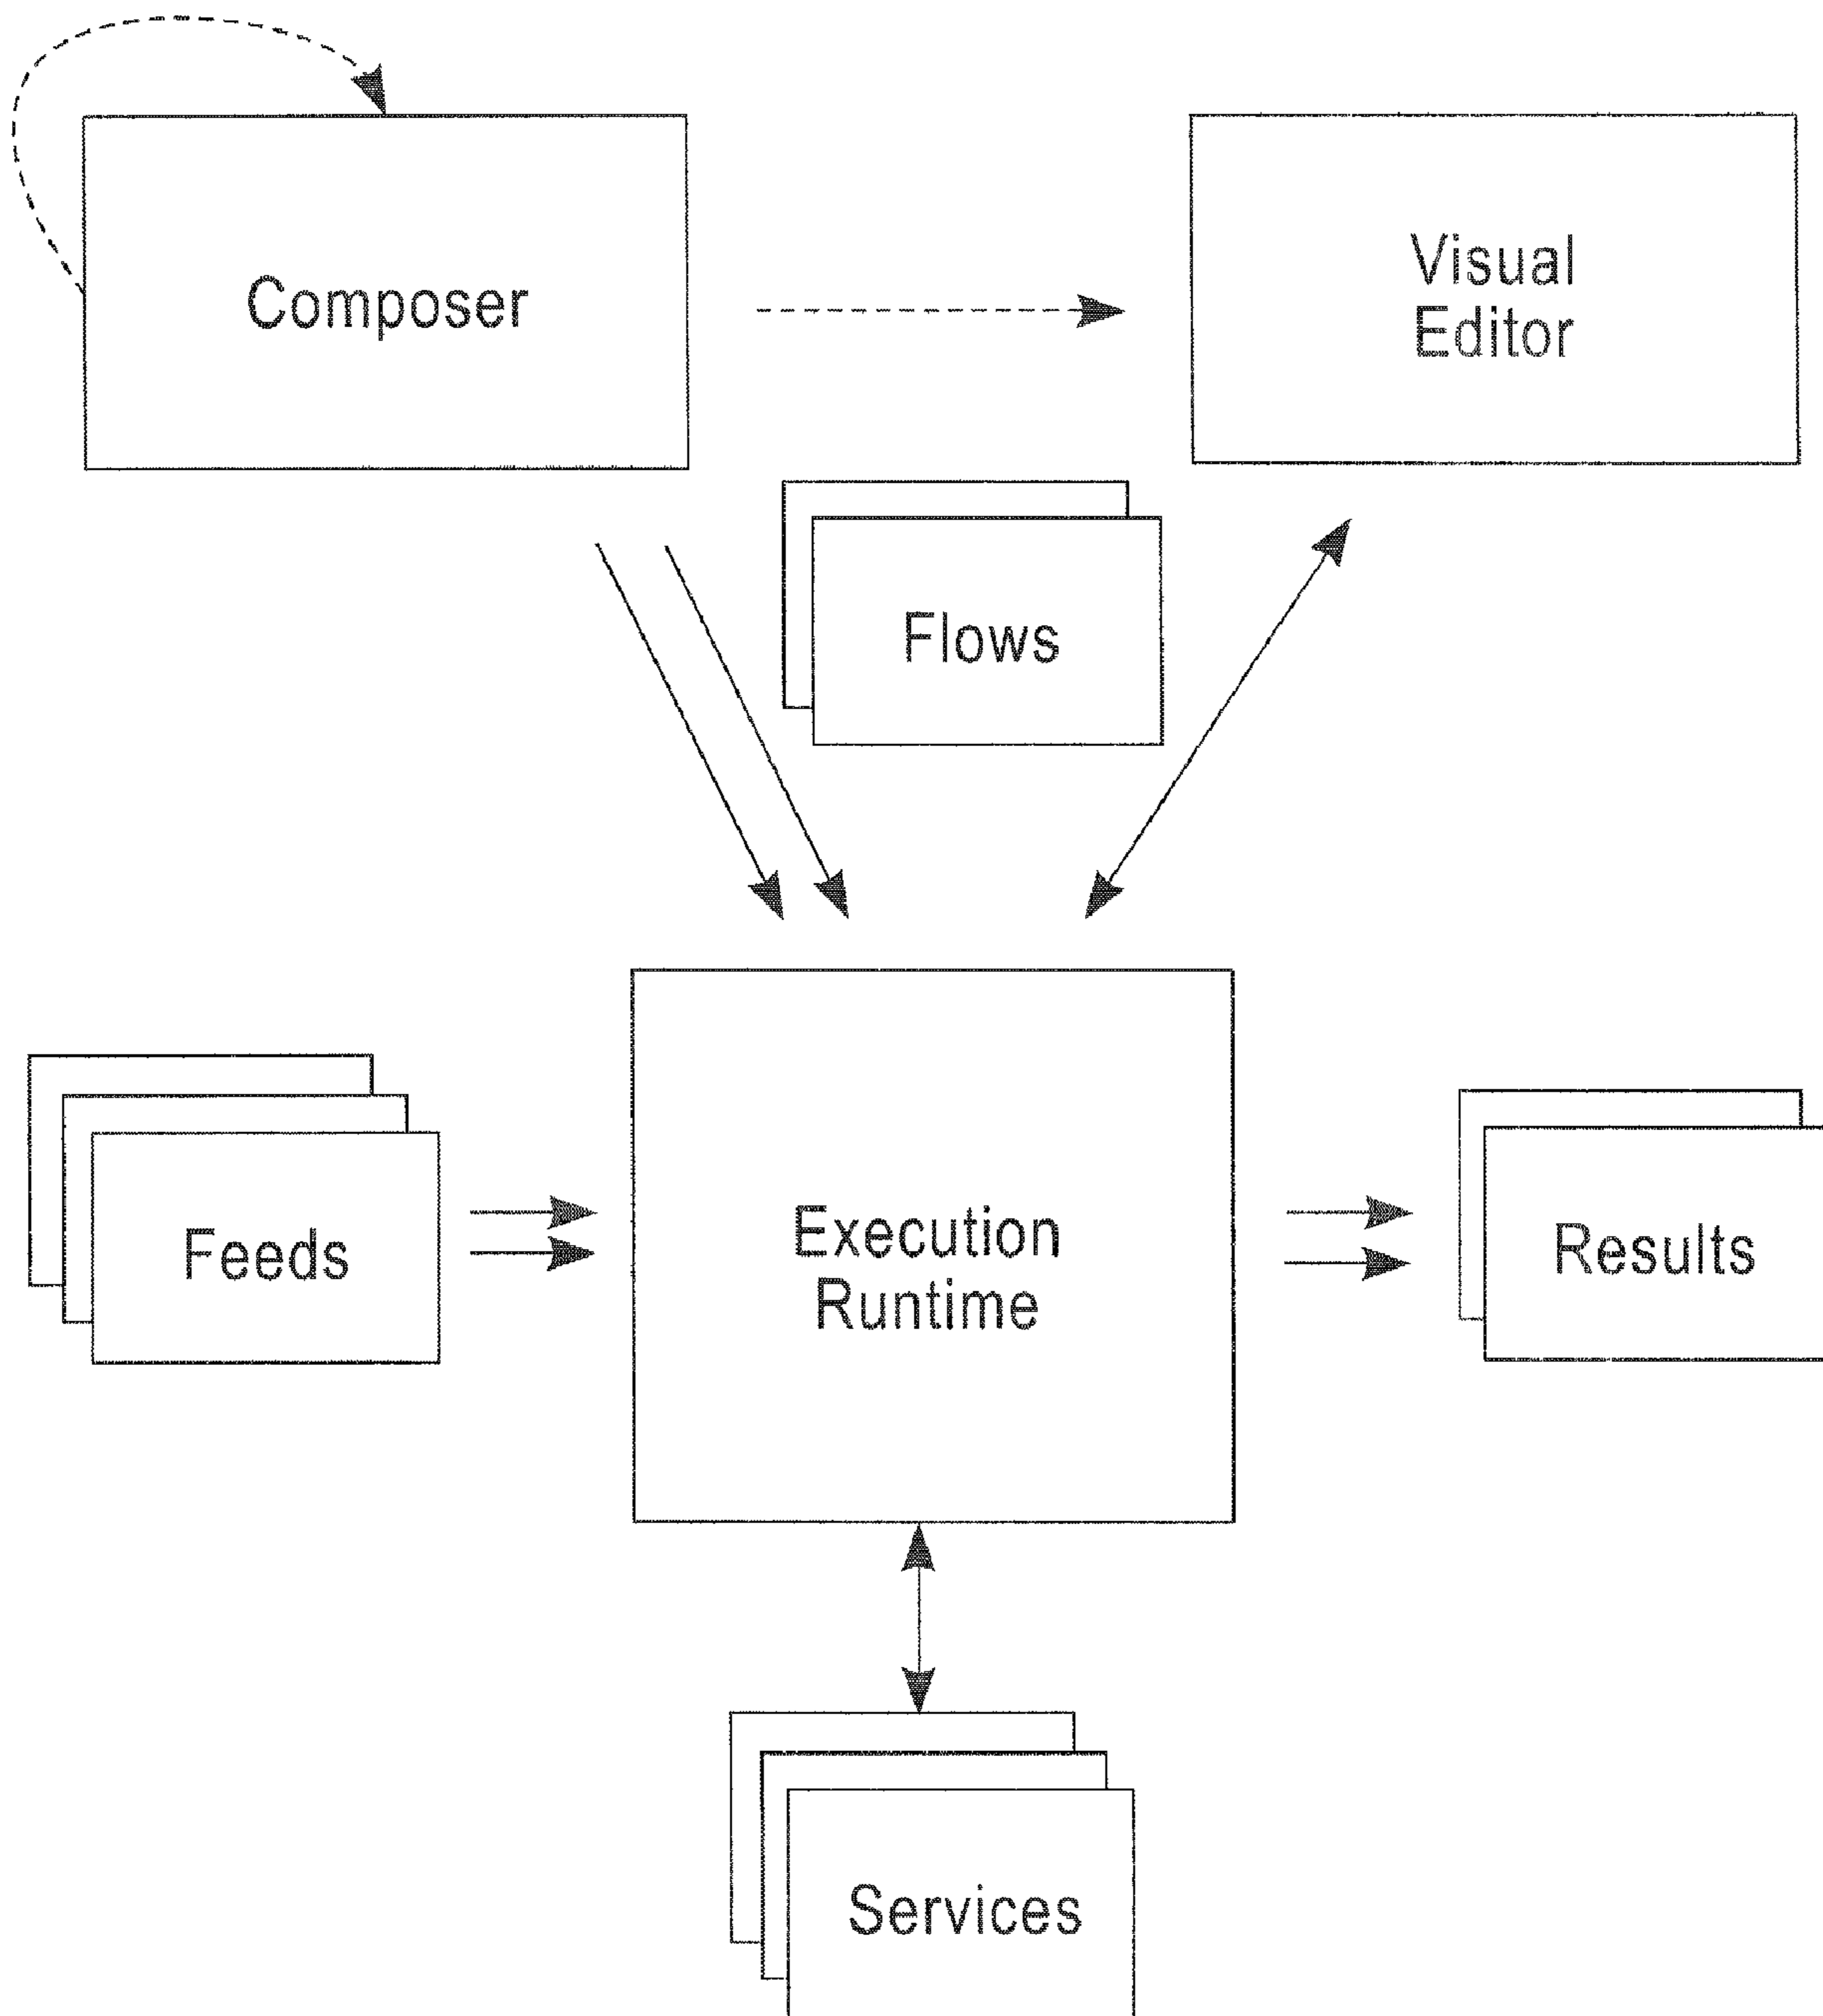 Composer
Visual
Editor
Flows
Feeds
Execution
Runtime
Results
Services